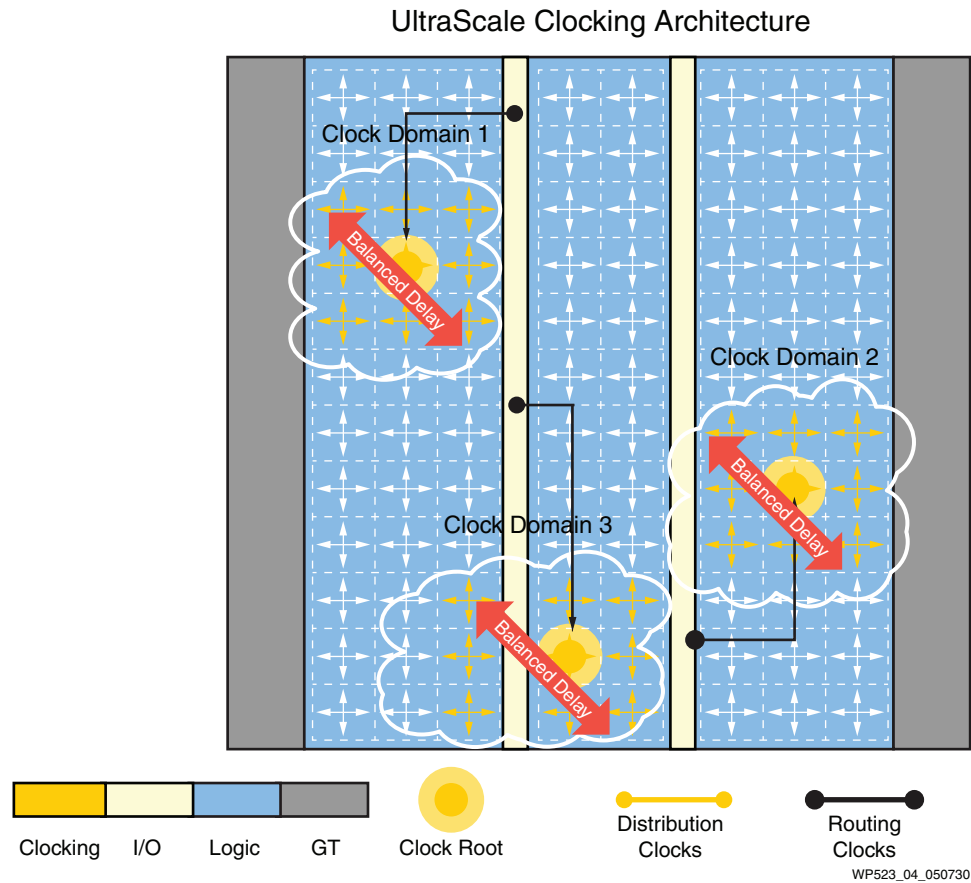 UltraScale Clocking Architecture
Clock Domain 1
Balanced Delay
Clock Domain 2
Balanced Delay
Clock Domain 3
Balanced Delay
Clocking
I/O
Logic
GT
Clock Root
Distribution
Clocks
Routing
Clocks
WP523_04_050730